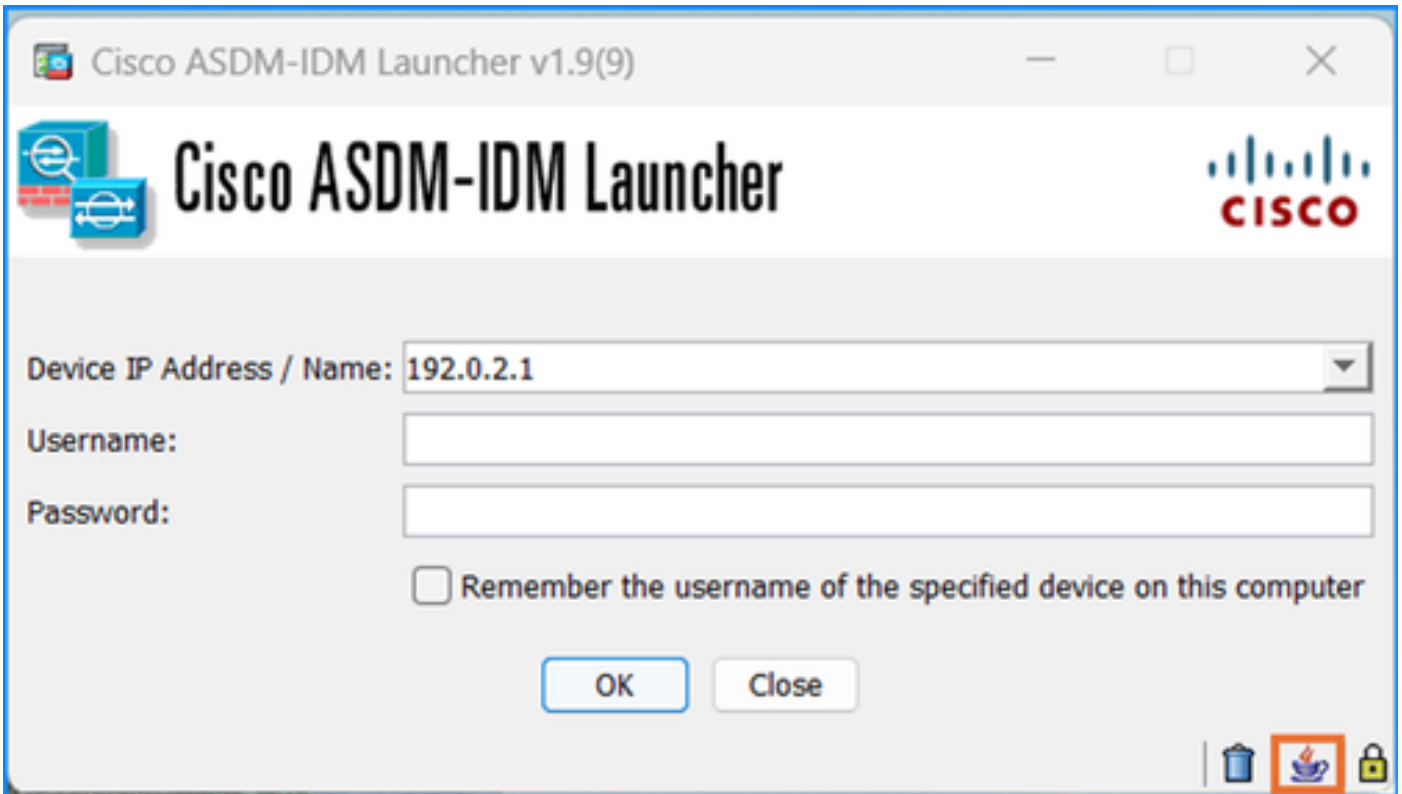 Cisco ASDM-IDM Launcher v1.9(9)
Cisco ASDM-IDM Launcher
CISCO
Device IP Address / Name: 192.0.2.1
Username:
Password:
Remember the username of the specified device on this computer
OK Close